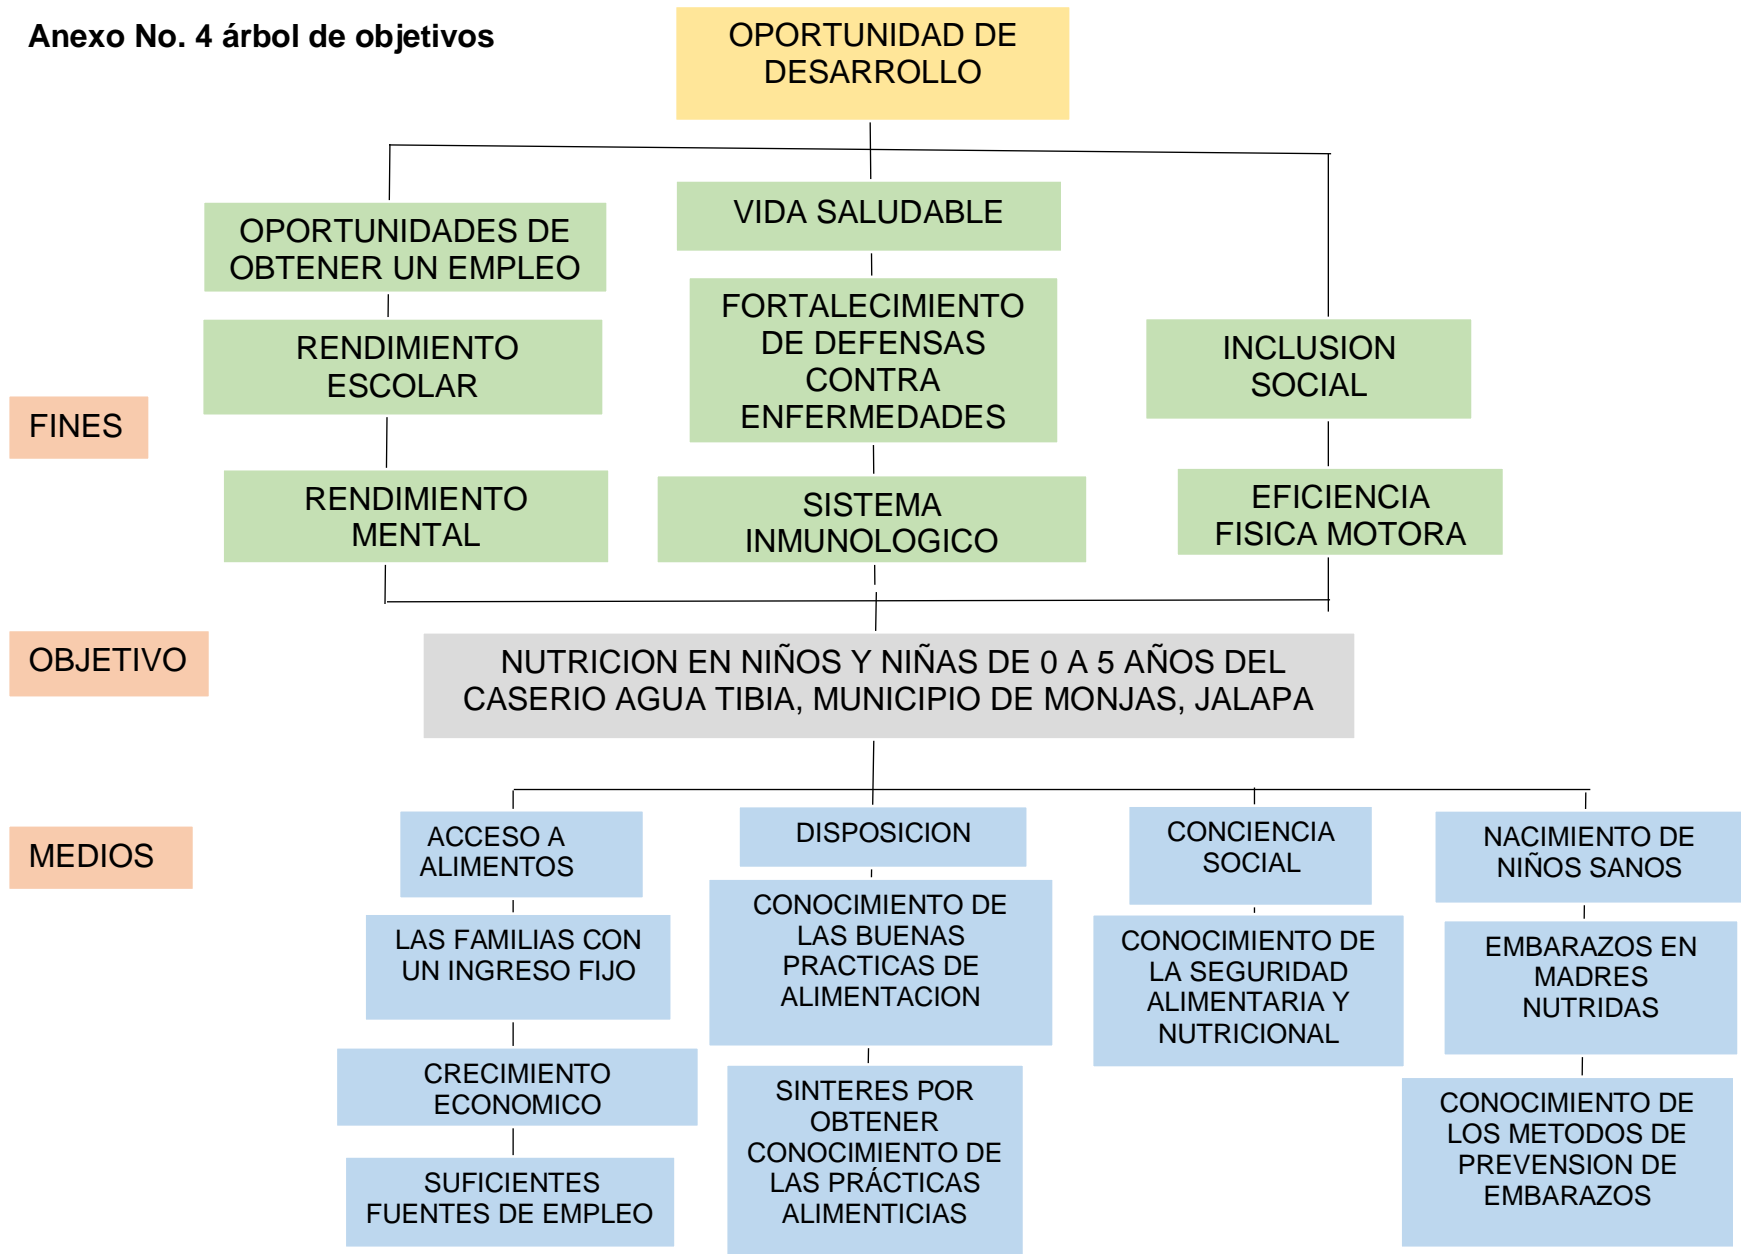 Anexo No. 4 árbol de objetivos
OPORTUNIDAD DE
DESARROLLO
OPORTUNIDADES DE
OBTENER UN EMPLEO
VIDA SALUDABLE
RENDIMIENTO
ESCOLAR
FORTALECIMIENTO
DE DEFENSAS
CONTRA
ENFERMEDADES
INCLUSION
SOCIAL
FINES
RENDIMIENTO
MENTAL
SISTEMA
INMUNOLOGICO
EFICIENCIA
FISICA MOTORA
OBJETIVO
NUTRICION EN NIÑOS Y NIÑAS DE 0 A 5 AÑOS DEL
CASERIO AGUA TIBIA, MUNICIPIO DE MONJAS, JALAPA
MEDIOS
ACCESO A
ALIMENTOS
DISPOSICION
CONCIENCIA
SOCIAL
NACIMIENTO DE
NIÑOS SANOS
LAS FAMILIAS CON
UN INGRESO FIJO
CONOCIMIENTO DE
LAS BUENAS
PRACTICAS DE
ALIMENTACION
CONOCIMIENTO DE
LA SEGURIDAD
ALIMENTARIA Y
NUTRICIONAL
EMBARAZOS EN
MADRES
NUTRIDAS
CRECIMIENTO
ECONOMICO
SINTERES POR
OBTENER
CONOCIMIENTO DE
LAS PRÁCTICAS
ALIMENTICIAS
CONOCIMIENTO DE
LOS METODOS DE
PREVENSION DE
EMBARAZOS
SUFICIENTES
FUENTES DE EMPLEO